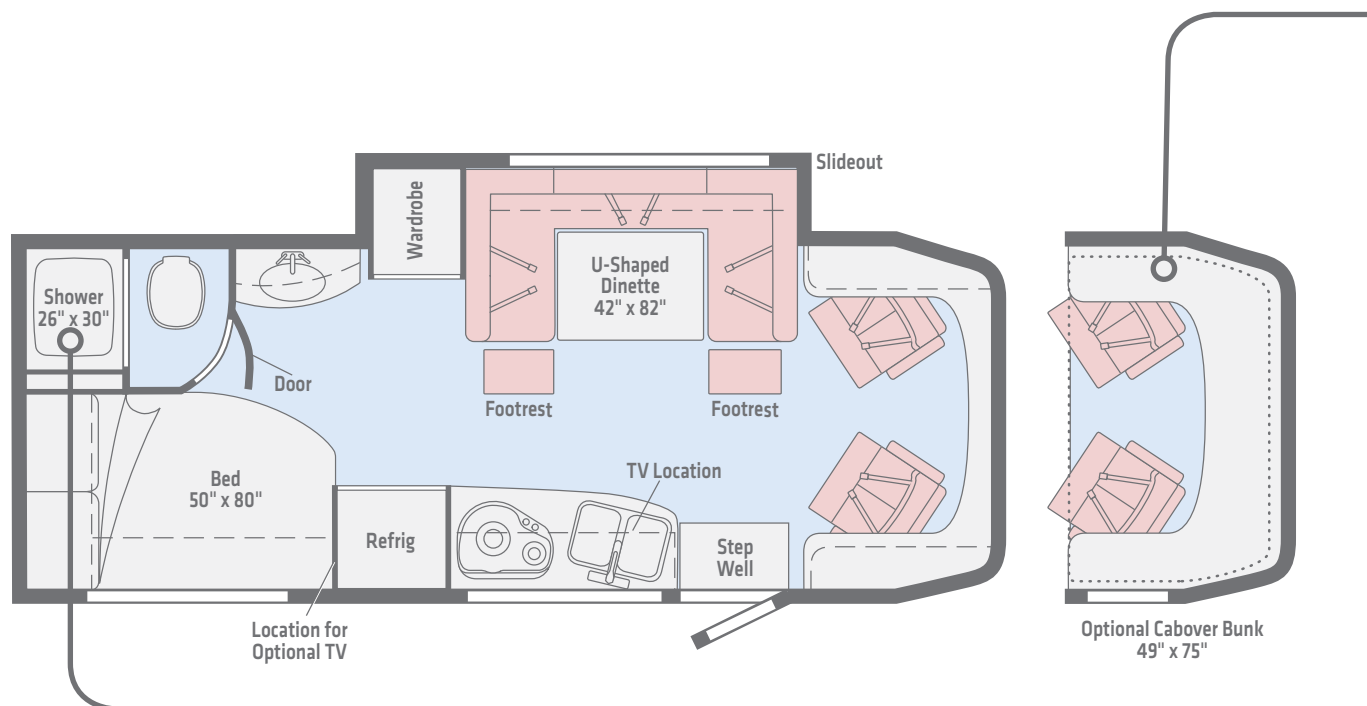 Slideout
Wardrobe
U-Shaped
Dinette
42" x 82"
Shower
26" x 30"
Door
Footrest
Footrest
Bed
50" x 80"
TV Location
Refrig
Step
Well
Location for
Optional TV
Optional Cabover Bunk
49" x 75"